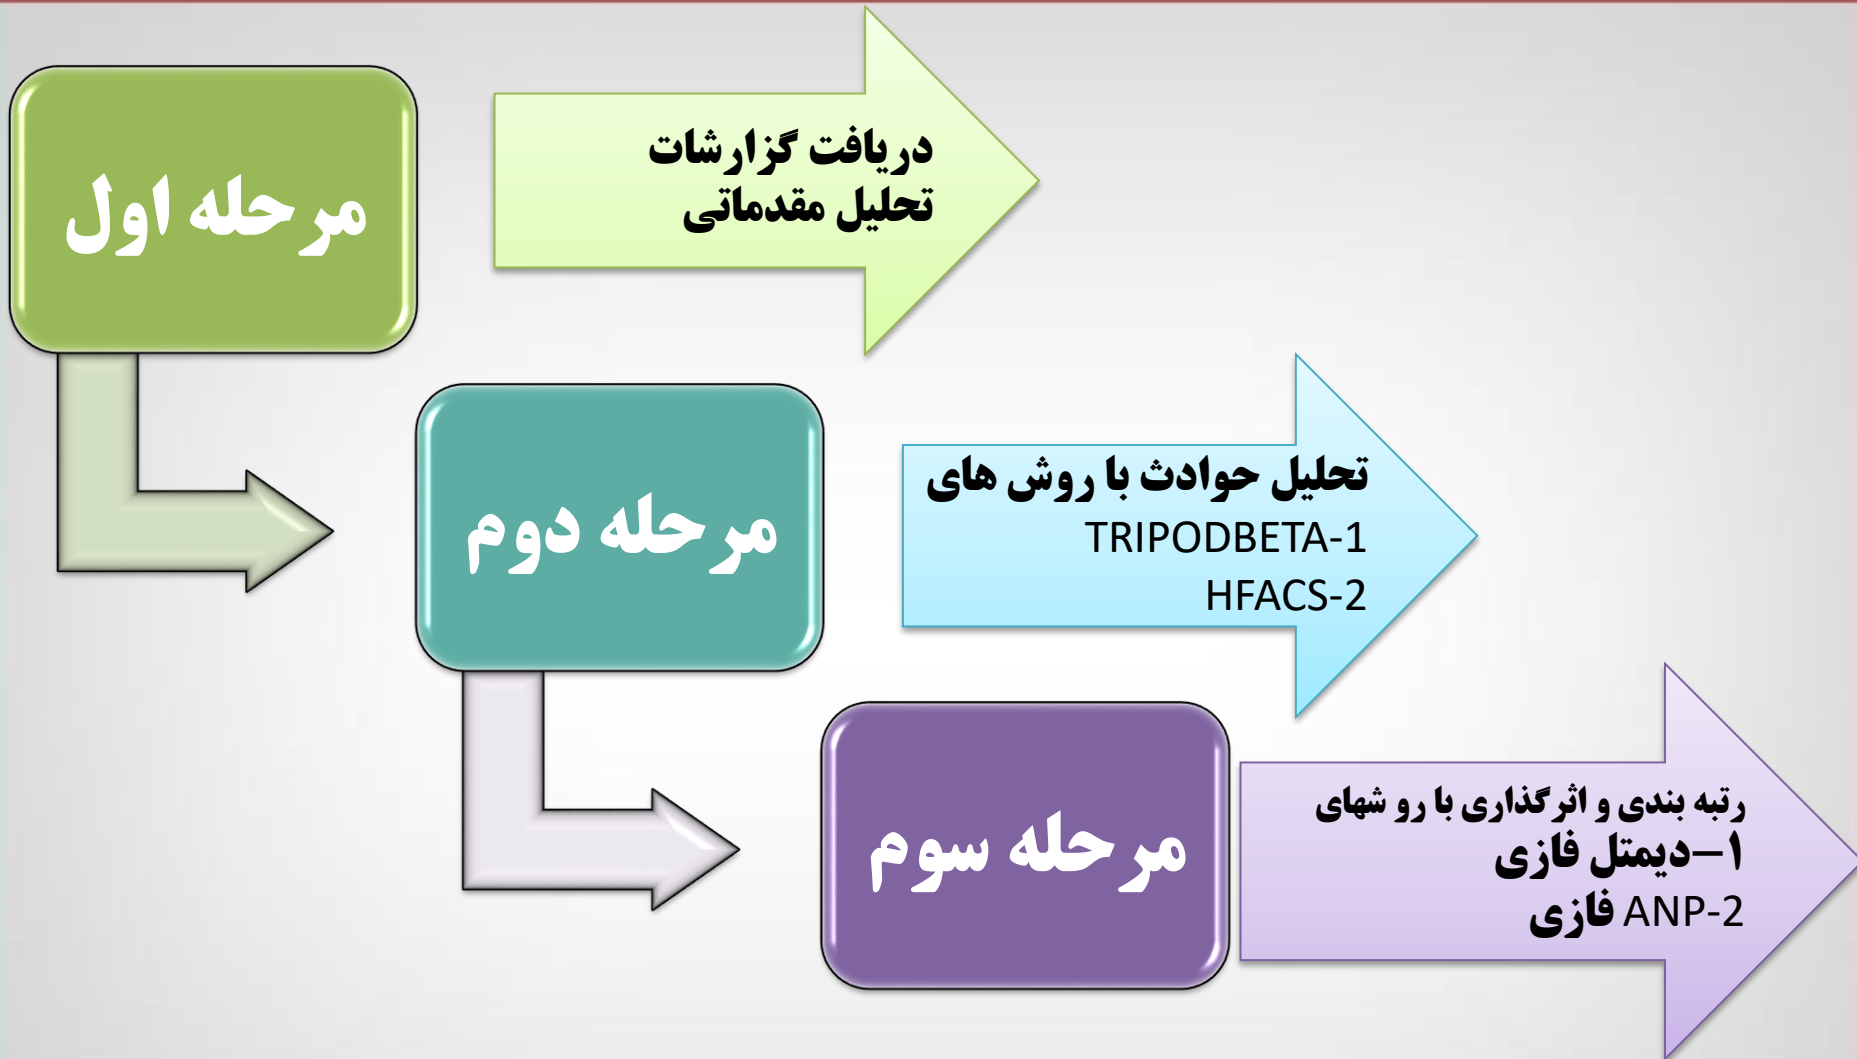 مرحله اول
دریافت گزارشات
تحلیل مقدماتی
مرحله دوم
تحلیل حوادث با روش های
TRIPODBETA-1
HFACS-2
مرحله سوم
رتبه بندی و اثرگذاری با رو شهای
۱-دیمتل فازی
ANP-2 فازی